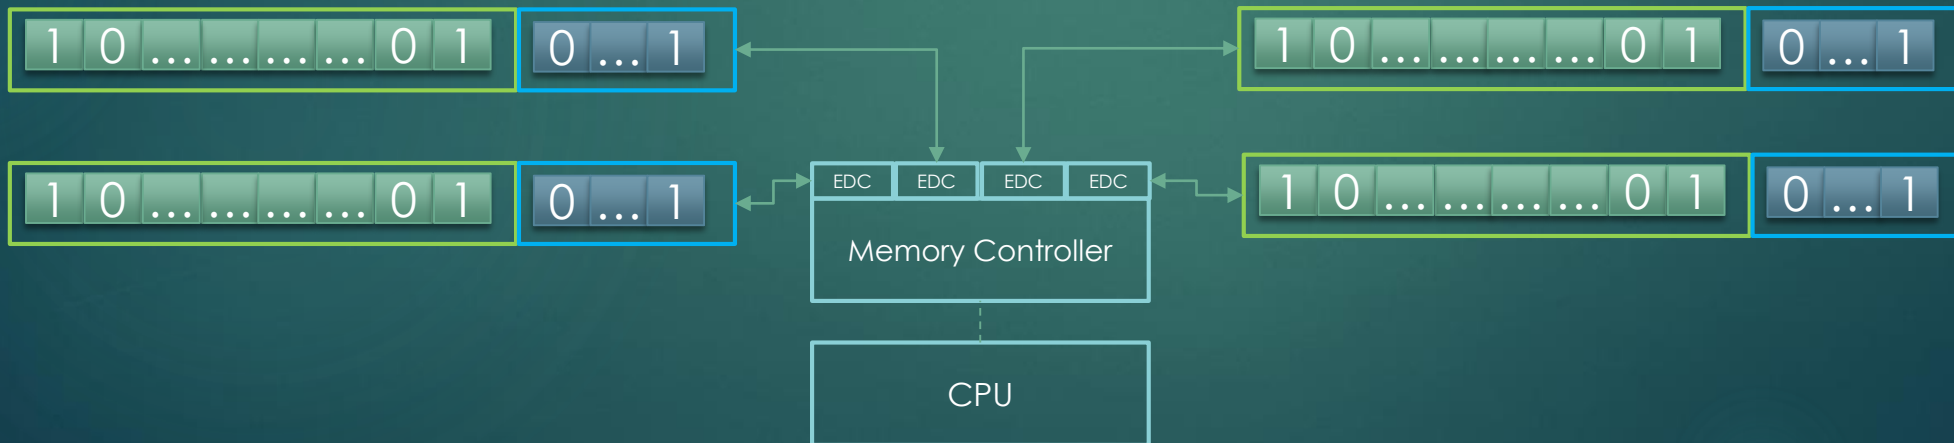 1 0 ... ... ... ... 0 1 0 ... 1
1 0 ... ... ... ... 0 1 0 ... 1
1 0 ... ... ... ... 0 1 0 ... 1
EDC EDC EDC EDC
1 0 ... ... ... ... 0 1 0 ... 1
Memory Controller
CPU